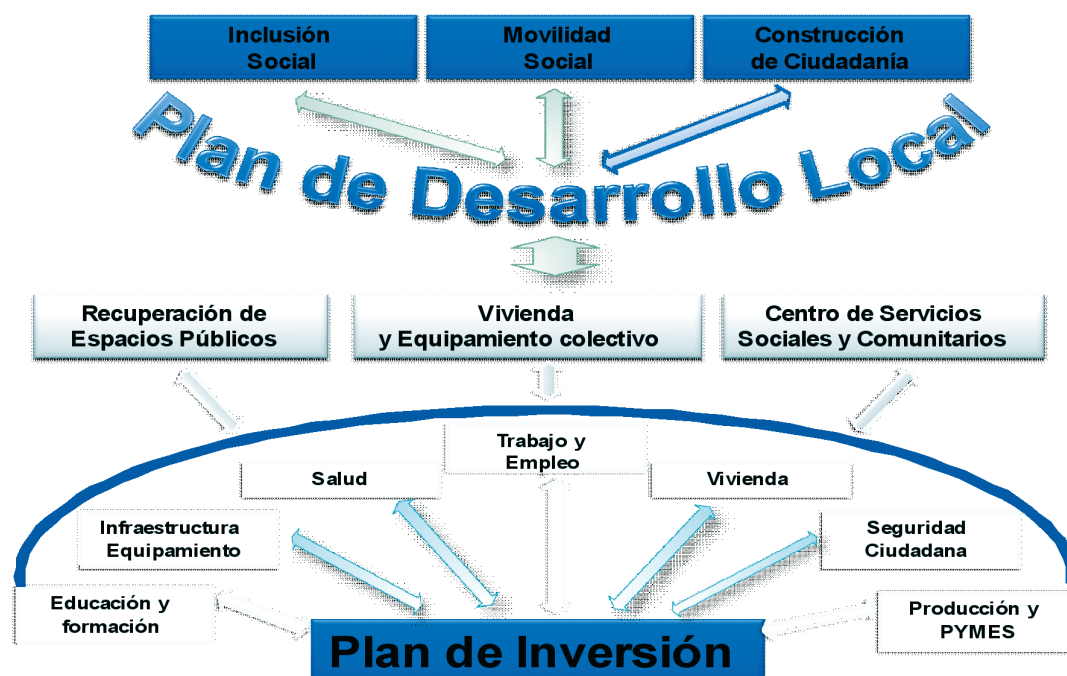 Inclusión
Social
Movilidad
Social
Construcción
de Ciudadanía
Plan de Desarrollo Local
Recuperación de
Espacios Públicos
Vivienda
y Equipamiento colectivo
Centro de Servicios
Sociales y Comunitarios
Trabajo y
Empleo
Salud
Vivienda
Infraestructura
Equipamiento
Seguridad
Ciudadana
Educación y
formación
Producción y
PYMES
Plan de Inversión